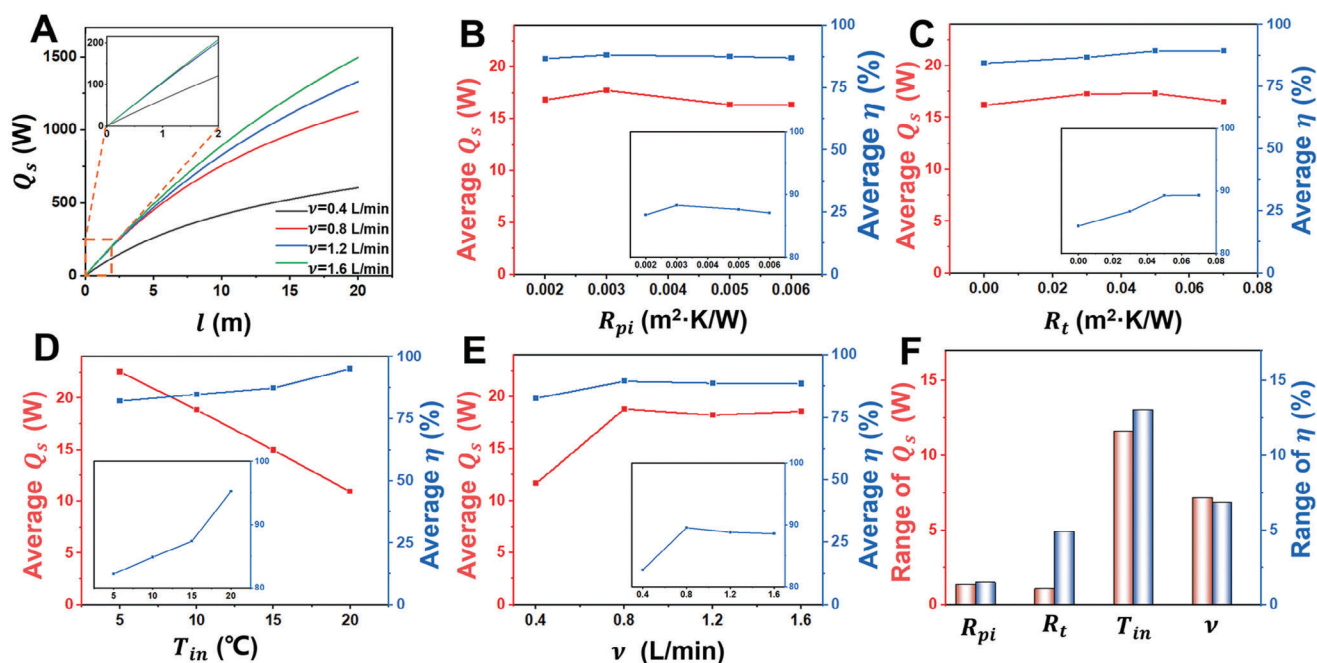 A
Q_s (W)
1500
1000
500
0
200
100
0
0
1
2
ν=0.4 L/min
ν=0.8 L/min
ν=1.2 L/min
ν=1.6 L/min
0
5
10
15
20
l (m)
B
Average Q_s (W)
20
15
10
5
0
100
75
50
25
0
Average η (%)
100
90
80
0.002 0.003 0.004 0.005 0.006
0.002 0.003 0.004 0.005 0.006
R_pi (m²·K/W)
C
Average Q_s (W)
20
15
10
5
0
100
75
50
25
0
Average η (%)
100
90
80
0.00 0.02 0.04 0.06 0.08
0.00 0.02 0.04 0.06 0.08
R_t (m²·K/W)
D
Average Q_s (W)
20
15
10
5
0
100
75
50
25
0
Average η (%)
100
90
80
5 10 15 20
5 10 15 20
T_in (℃)
E
Average Q_s (W)
20
15
10
5
0
100
75
50
25
0
Average η (%)
100
90
80
0.4 0.8 1.2 1.6
0.4 0.8 1.2 1.6
ν (L/min)
F
Range of Q_s (W)
15
10
5
0
15
10
5
0
Range of η (%)
R_pi R_t T_in ν